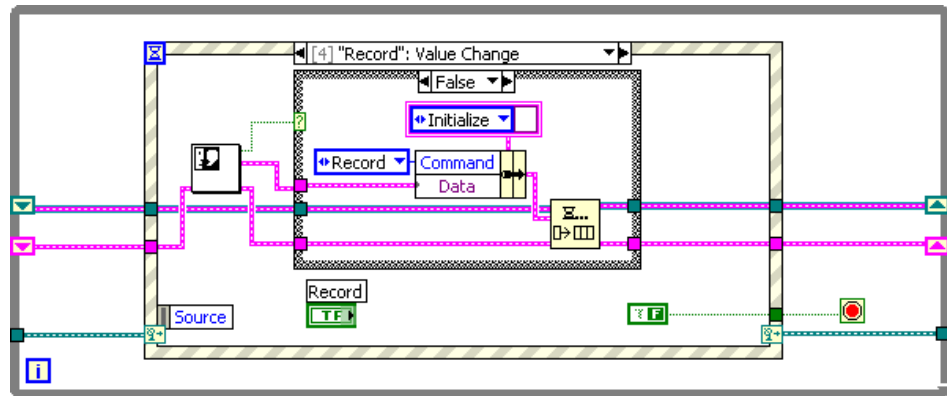 [4] "Record": Value Change
False
Initialize
?
Record
Command
Data
Record
TF
Source
F
i